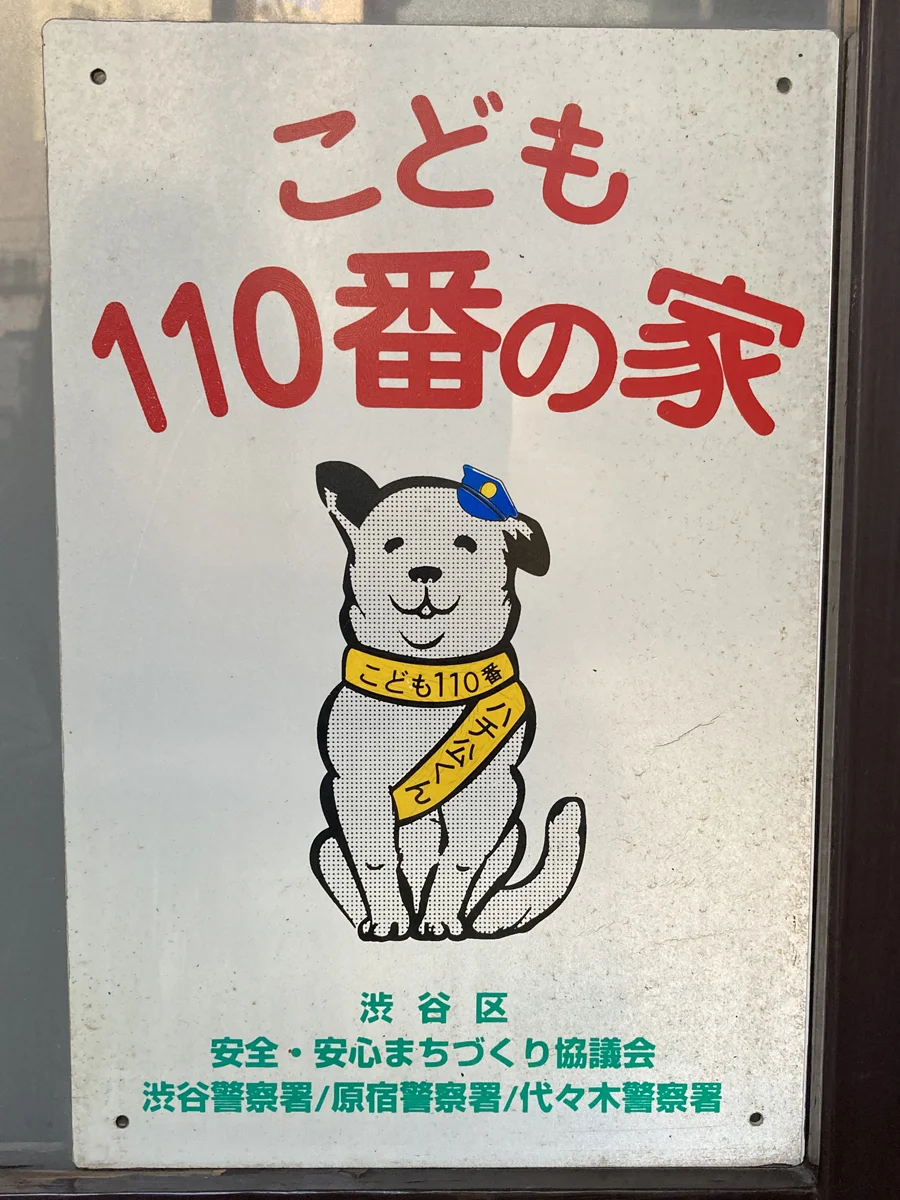 こども
110番の家
こども110番
ハチ公くん
渋谷区
安全・安心まちづくり協議会
渋谷警察署/原宿警察署/代々木警察署